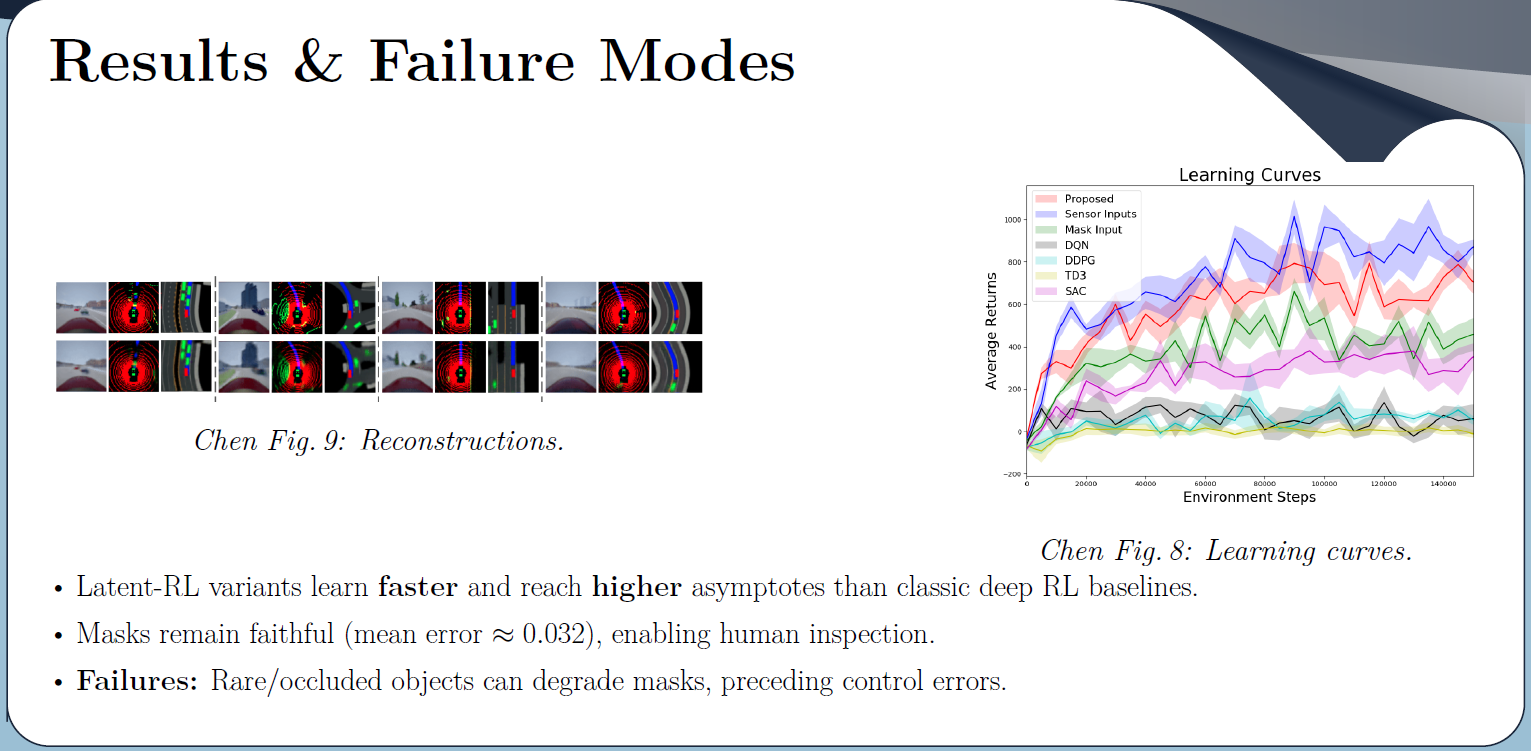 Results & Failure Modes
Learning Curves
Proposed
Sensor Inputs
Mask Input
DQN
DDPG
TD3
SAC
Average Returns
1000
800
600
400
200
0
−200
0 20000 40000 60000 80000 100000 120000 140000
Environment Steps
Chen Fig. 9: Reconstructions.
Chen Fig. 8: Learning curves.
• Latent-RL variants learn faster and reach higher asymptotes than classic deep RL baselines.
• Masks remain faithful (mean error ≈ 0.032), enabling human inspection.
• Failures: Rare/occluded objects can degrade masks, preceding control errors.